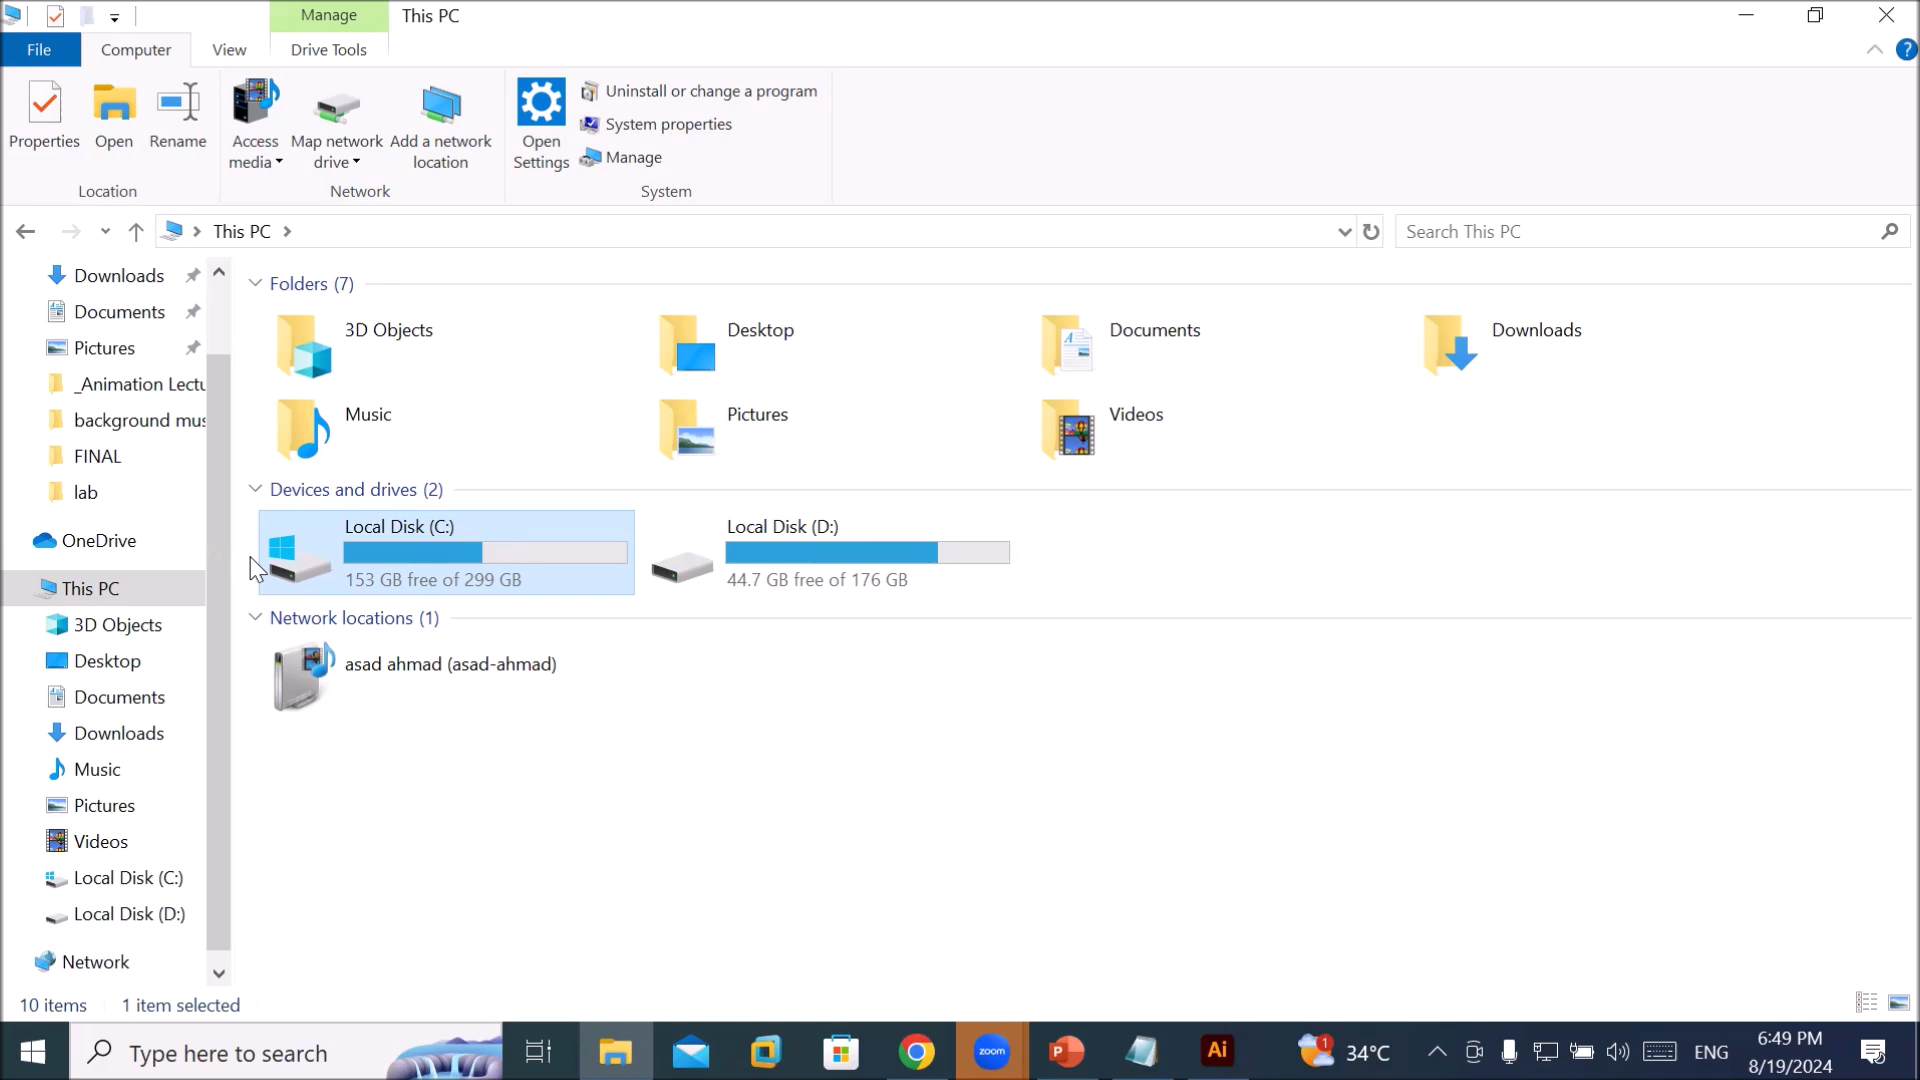 Manage
This PC
File
Computer
View
Drive Tools
Properties
Open
Rename
Access
media
Map network
drive
Add a network
location
Open
Settings
Uninstall or change a program
System properties
Manage
Location
Network
System
This PC
Search This PC
Downloads
Documents
Pictures
_Animation Lectu
background mus
FINAL
lab
OneDrive
This PC
3D Objects
Desktop
Documents
Downloads
Music
Pictures
Videos
Local Disk (C:)
Local Disk (D:)
Network
Folders (7)
3D Objects
Desktop
Documents
Downloads
Music
Pictures
Videos
Devices and drives (2)
Local Disk (C:)
153 GB free of 299 GB
Local Disk (D:)
44.7 GB free of 176 GB
Network locations (1)
asad ahmad (asad-ahmad)
10 items
1 item selected
Type here to search
zoom
P
Ai
1
34°C
ENG
6:49 PM
8/19/2024